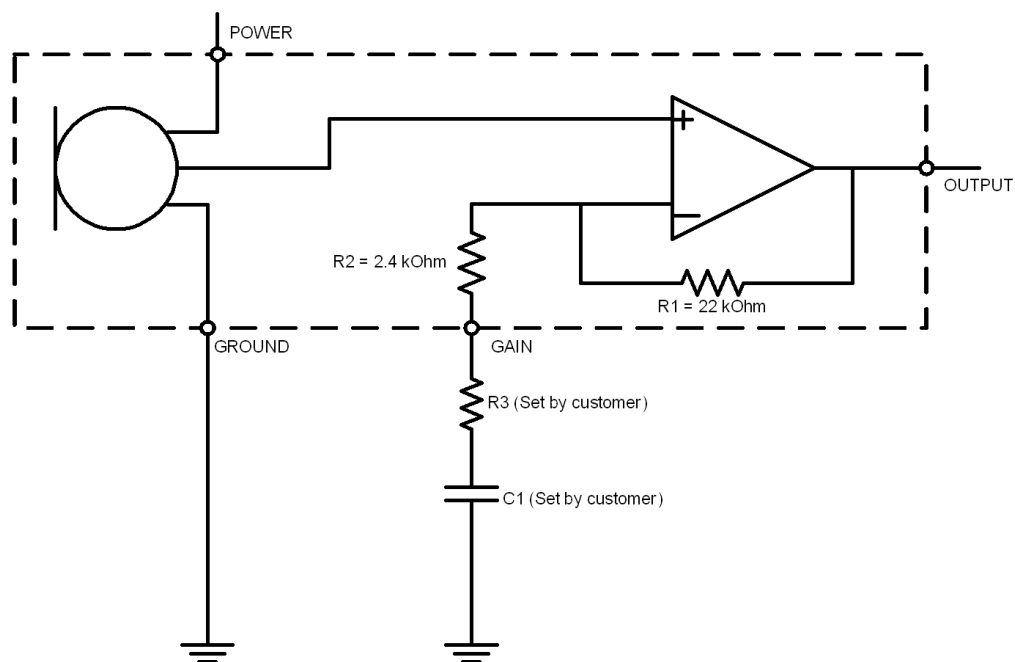 POWER
+
OUTPUT
−
R2 = 2.4 kOhm
R1 = 22 kOhm
GROUND
GAIN
R3 (Set by customer)
C1 (Set by customer)